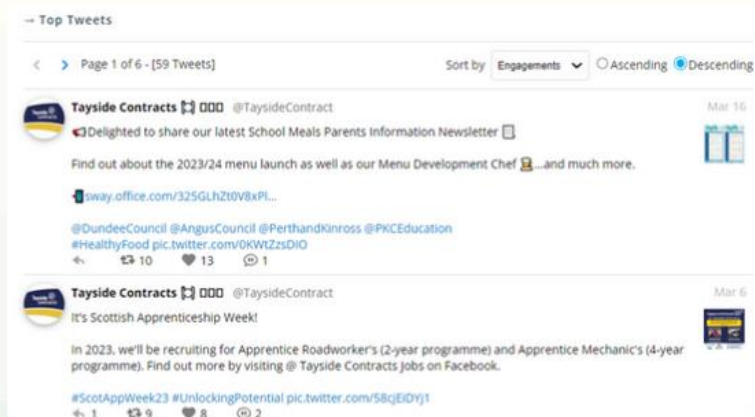 → Top Tweets
< > Page 1 of 6 - [59 Tweets] Sort by Engagements Ascending Descending
Tayside Contracts @TaysideContract Mar 16
Delighted to share our latest School Meals Parents Information Newsletter
Find out about the 2023/24 menu launch as well as our Menu Development Chef ...and much more.
sway.office.com/325GLhZt0V8xPl...
@DundeeCouncil @AngusCouncil @PerthandKinross @PKCEducation
#HealthyFood pic.twitter.com/0KWtZzsDIO
10 13 1
Tayside Contracts @TaysideContract Mar 6
It's Scottish Apprenticeship Week!
In 2023, we'll be recruiting for Apprentice Roadworker's (2-year programme) and Apprentice Mechanic's (4-year
programme). Find out more by visiting @ Tayside Contracts Jobs on Facebook.
#ScotAppWeek23 #UnlockingPotential pic.twitter.com/58cjEiDYj1
1 9 8 2